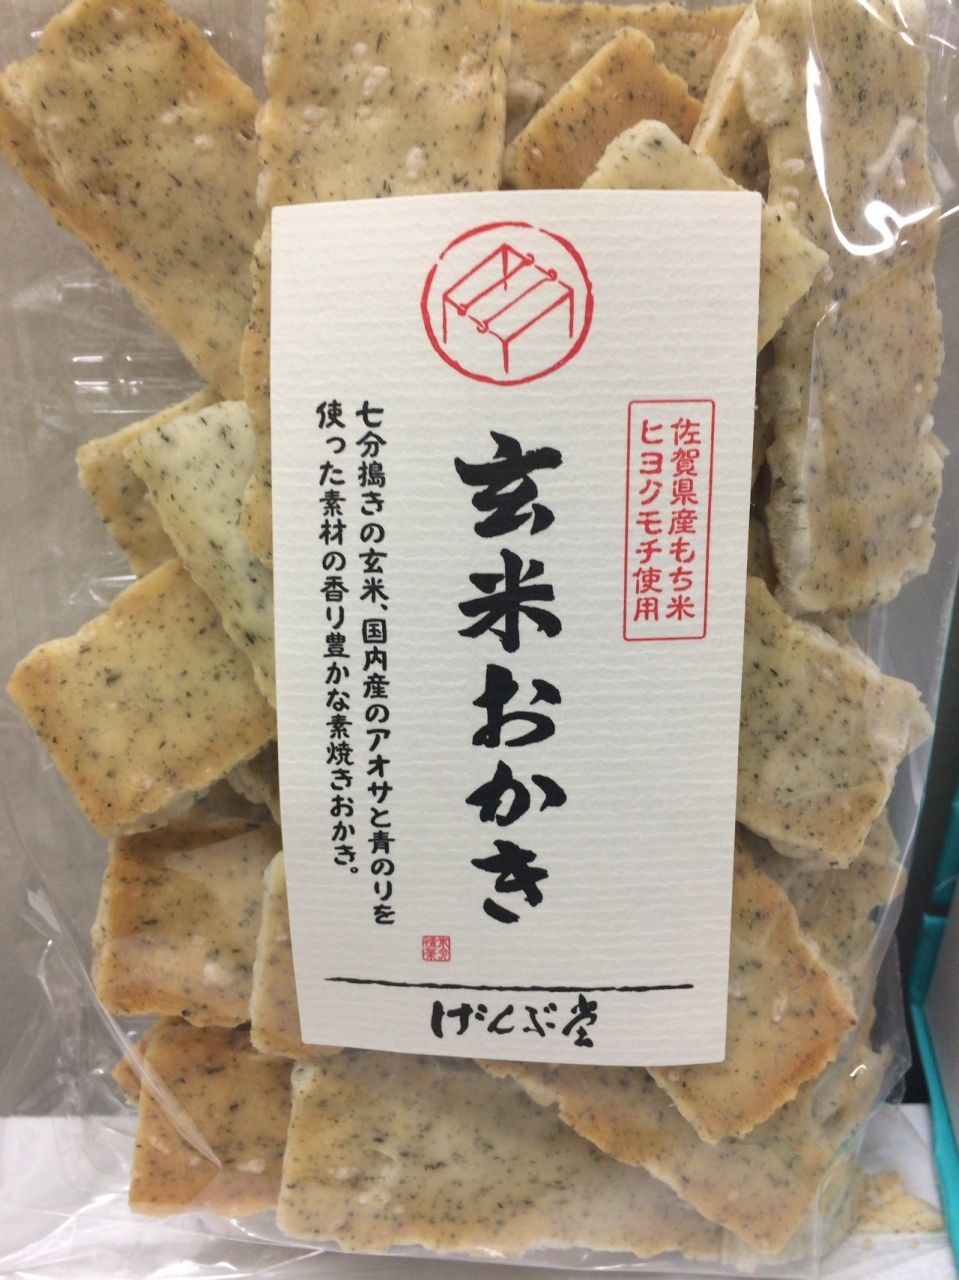 佐賀県産もち米
ヒヨクモチ使用
玄米おかき
七分搗きの玄米、国内産のアオサと青のりを
使った素材の香り豊かな素焼きおかき。
げんぶ堂